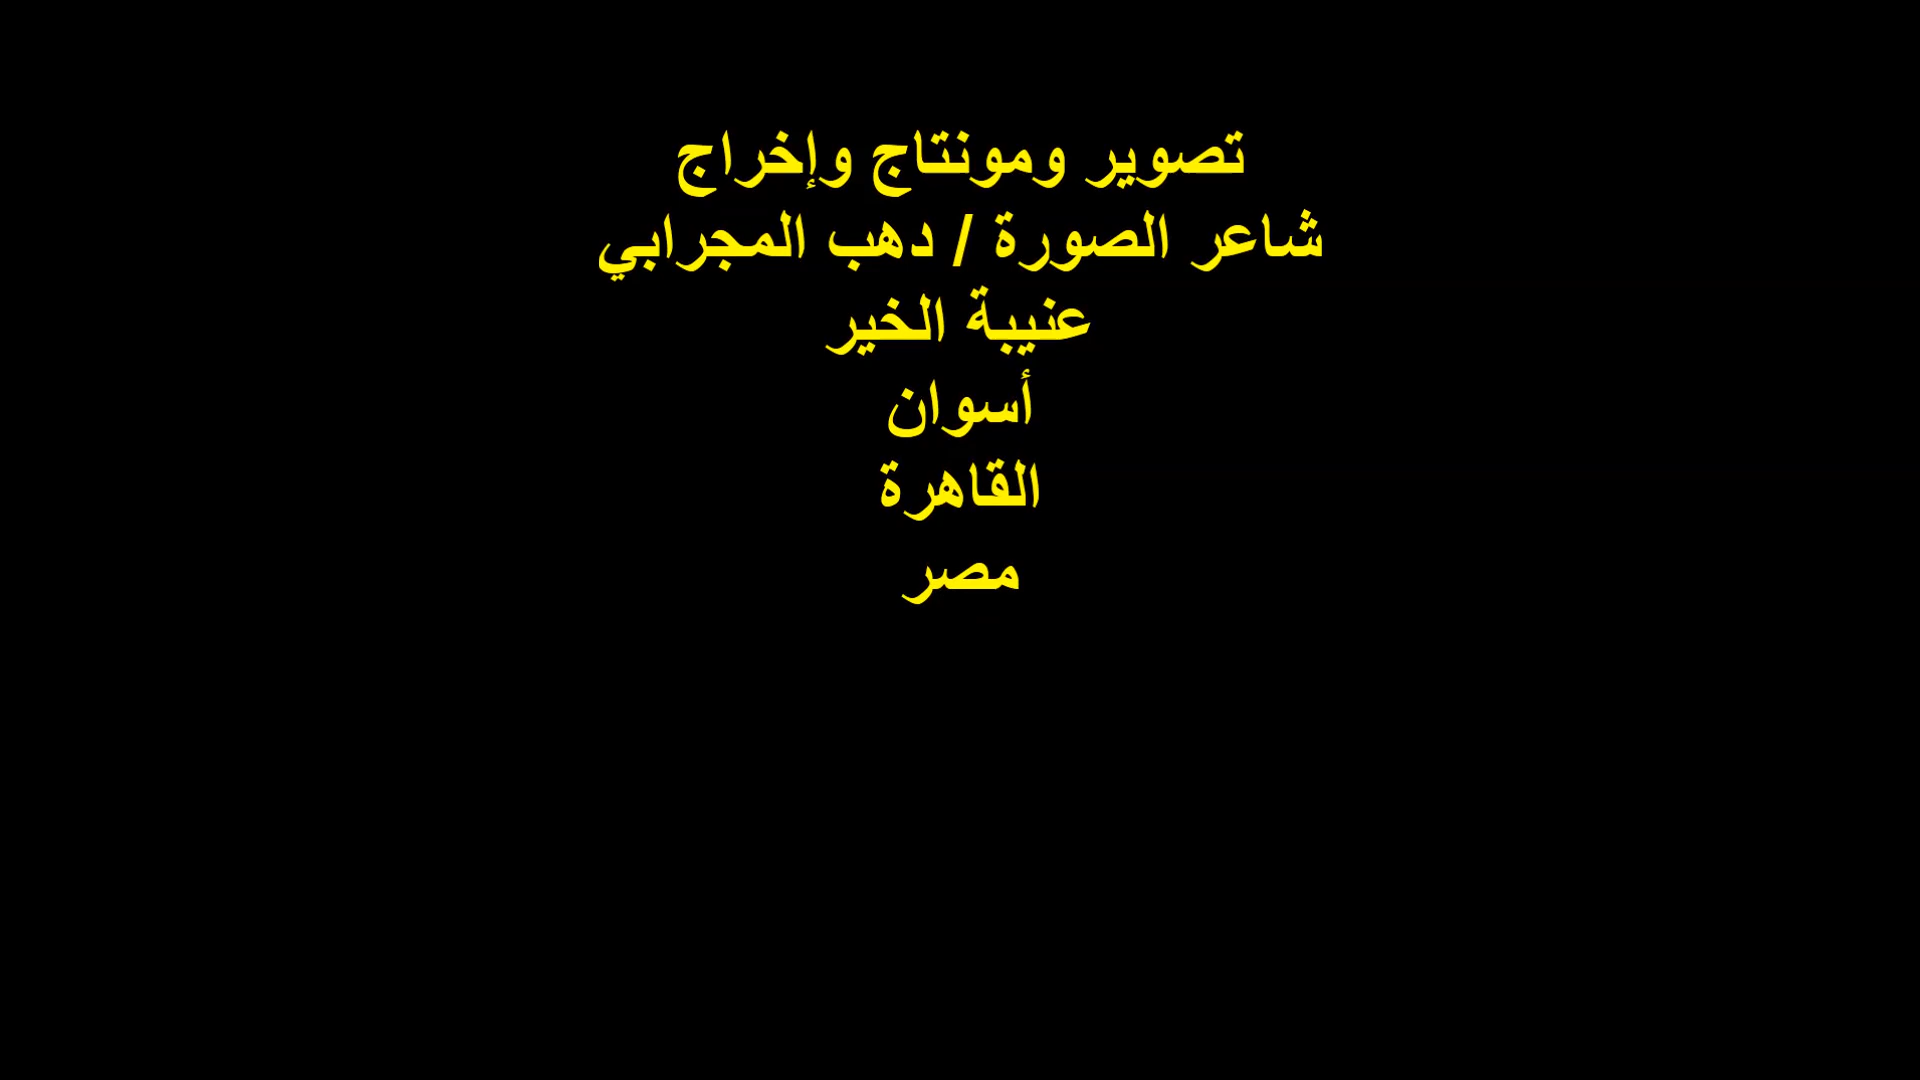 تصوير ومونتاج وإخراج
شاعر الصورة / دهب المجرابي
عنيبة الخير
أسوان
القاهرة
مصر